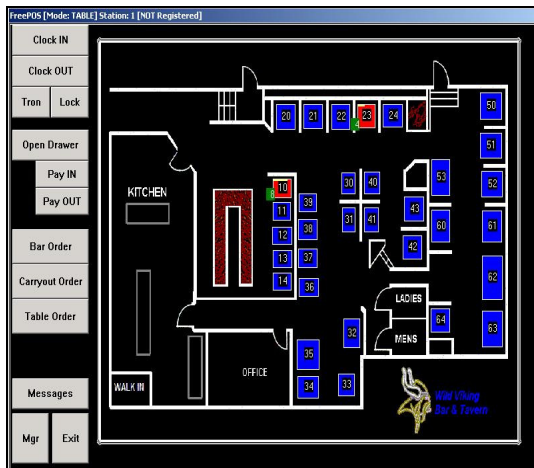 FreePOS [Mode: TABLE] Station: 1 [NOT Registered]
Clock IN
Clock OUT
Tron
Lock
Open Drawer
Pay IN
Pay OUT
Bar Order
Carryout Order
Table Order
Messages
Mgr
Exit
20
21
22
4
23
24
50
51
52
53
KITCHEN
8
10
11
12
13
14
39
38
37
36
30
40
31
41
43
42
60
61
62
63
64
LADIES
MENS
32
35
34
33
OFFICE
WALK IN
Wild Viking
Bar & Tavern